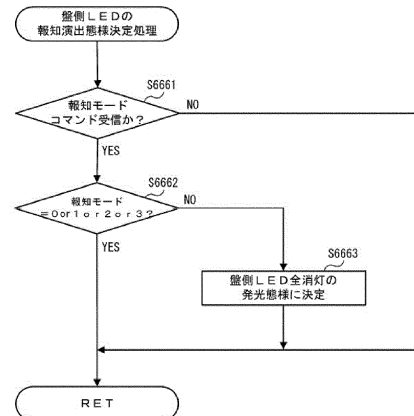 盤側ＬＥＤの
報知演出態様決定処理
S6661
報知モード
コマンド受信か？
NO
YES
S6662
報知モード
＝０or１ｏｒ２ｏｒ３？
NO
YES
S6663
盤側ＬＥＤ全消灯の
発光態様に決定
ＲＥＴ